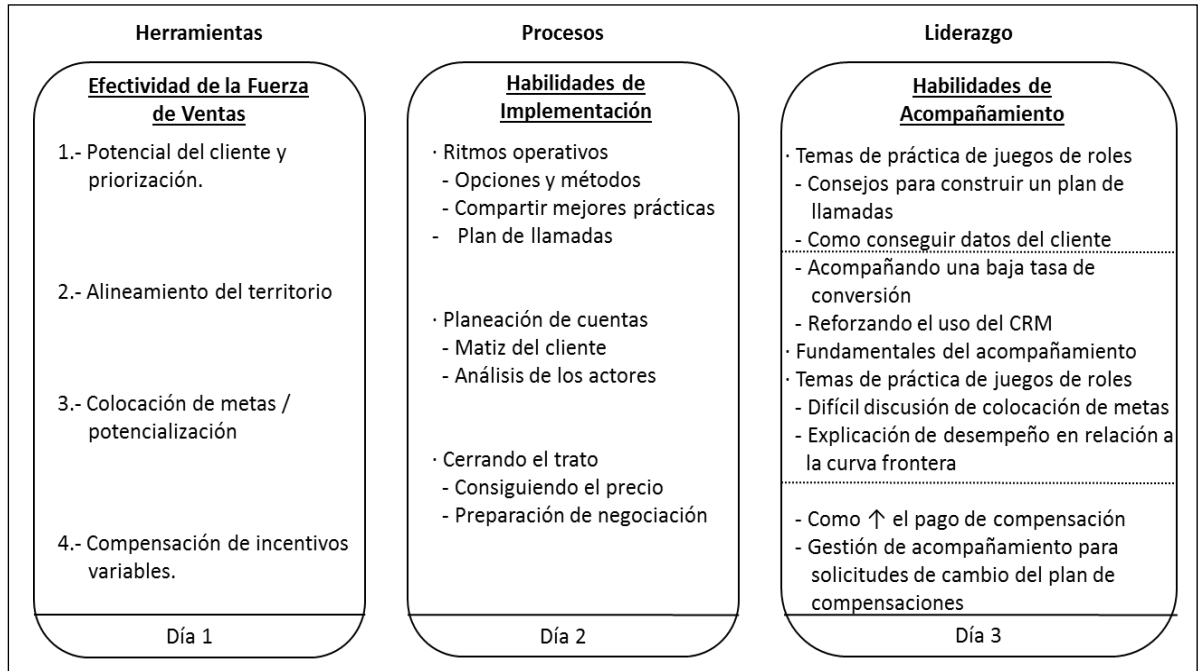 Herramientas
Efectividad de la Fuerza
de Ventas
1.- Potencial del cliente y
priorización.
2.- Alineamiento del territorio
3.- Colocación de metas /
potencialización
4.- Compensación de incentivos
variables.
Día 1
Procesos
Habilidades de
Implementación
· Ritmos operativos
- Opciones y métodos
- Compartir mejores prácticas
- Plan de llamadas
· Planeación de cuentas
- Matiz del cliente
- Análisis de los actores
· Cerrando el trato
- Consiguiendo el precio
- Preparación de negociación
Día 2
Liderazgo
Habilidades de
Acompañamiento
· Temas de práctica de juegos de roles
- Consejos para construir un plan de
llamadas
- Como conseguir datos del cliente
- Acompañando una baja tasa de
conversión
- Reforzando el uso del CRM
· Fundamentales del acompañamiento
· Temas de práctica de juegos de roles
- Difícil discusión de colocación de metas
- Explicación de desempeño en relación a
la curva frontera
- Como ↑ el pago de compensación
- Gestión de acompañamiento para
solicitudes de cambio del plan de
compensaciones
Día 3